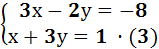 3x − 2y = −8
x + 3y = 1 · (3)